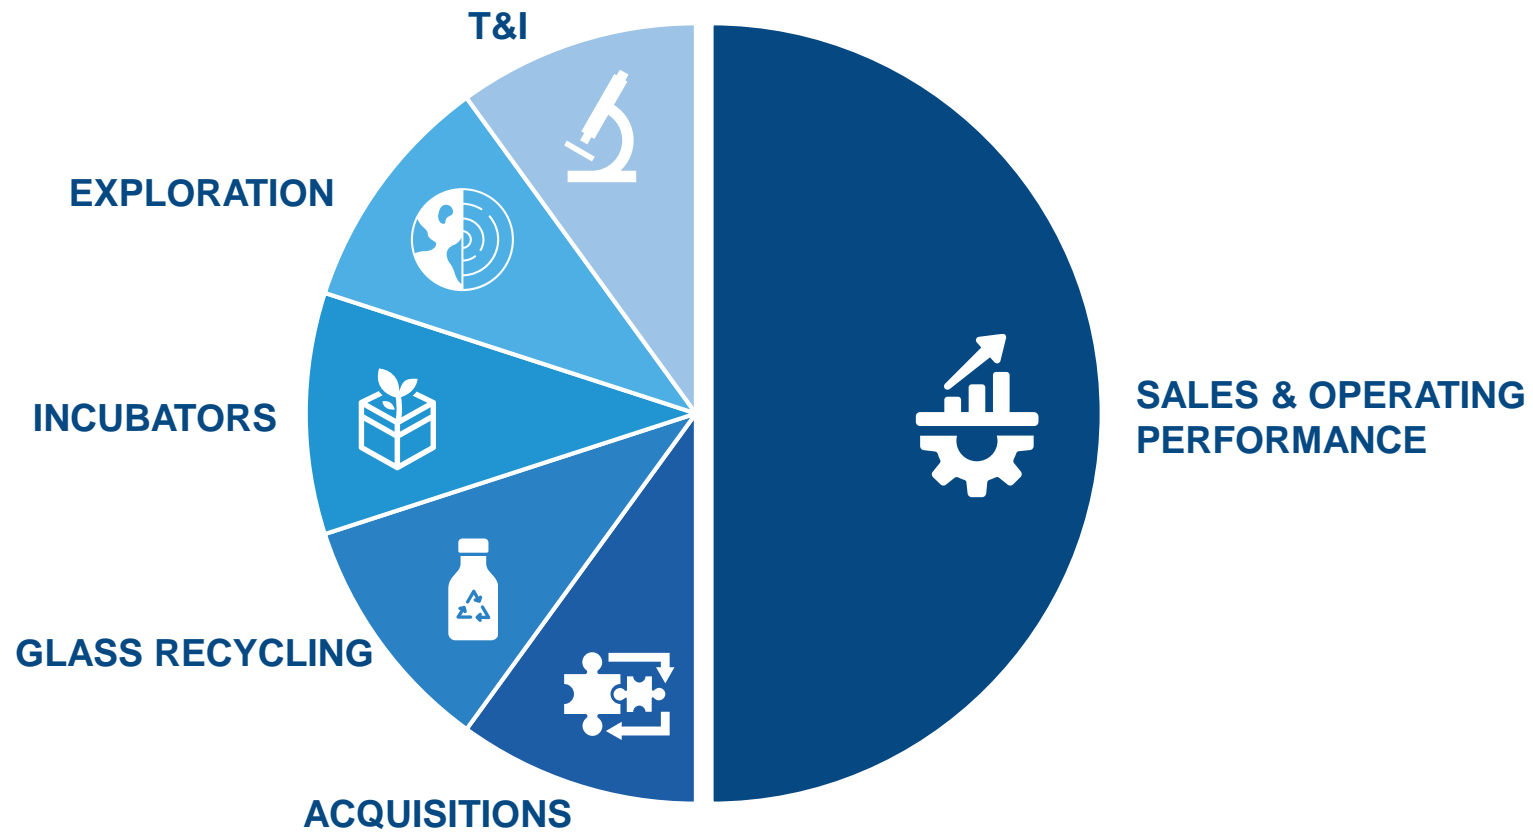 T&I
EXPLORATION
INCUBATORS
GLASS RECYCLING
ACQUISITIONS
SALES & OPERATING
PERFORMANCE